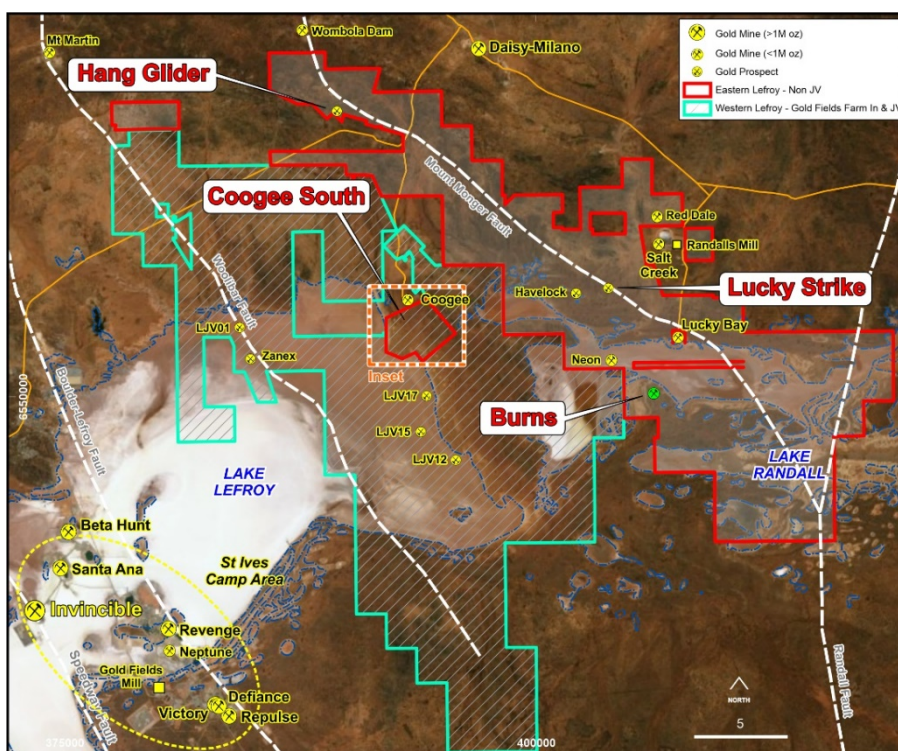 Mt Martin
Wombola Dam
Daisy-Milano
Hang Glider
Gold Mine (>1M oz)
Gold Mine (<1M oz)
Gold Prospect
Eastern Lefroy - Non JV
Western Lefroy - Gold Fields Farm In & JV
Mount Monger Fault
Coogee South
Red Dale
Randalls Mill
Salt
Creek
Woolibar Fault
Coogee
Havelock
Lucky Strike
LJV01
Lucky Bay
Zanex
Neon
Inset
6550000
Boulder-Lefroy Fault
LJV17
Burns
LJV15
LJV12
LAKE
LEFROY
LAKE
RANDALL
Beta Hunt
Santa Ana
St Ives
Camp Area
Invincible
Revenge
Neptune
Gold Fields
Mill
Speedway Fault
Randall Fault
Defiance
Victory
Repulse
NORTH
5
375000
400000